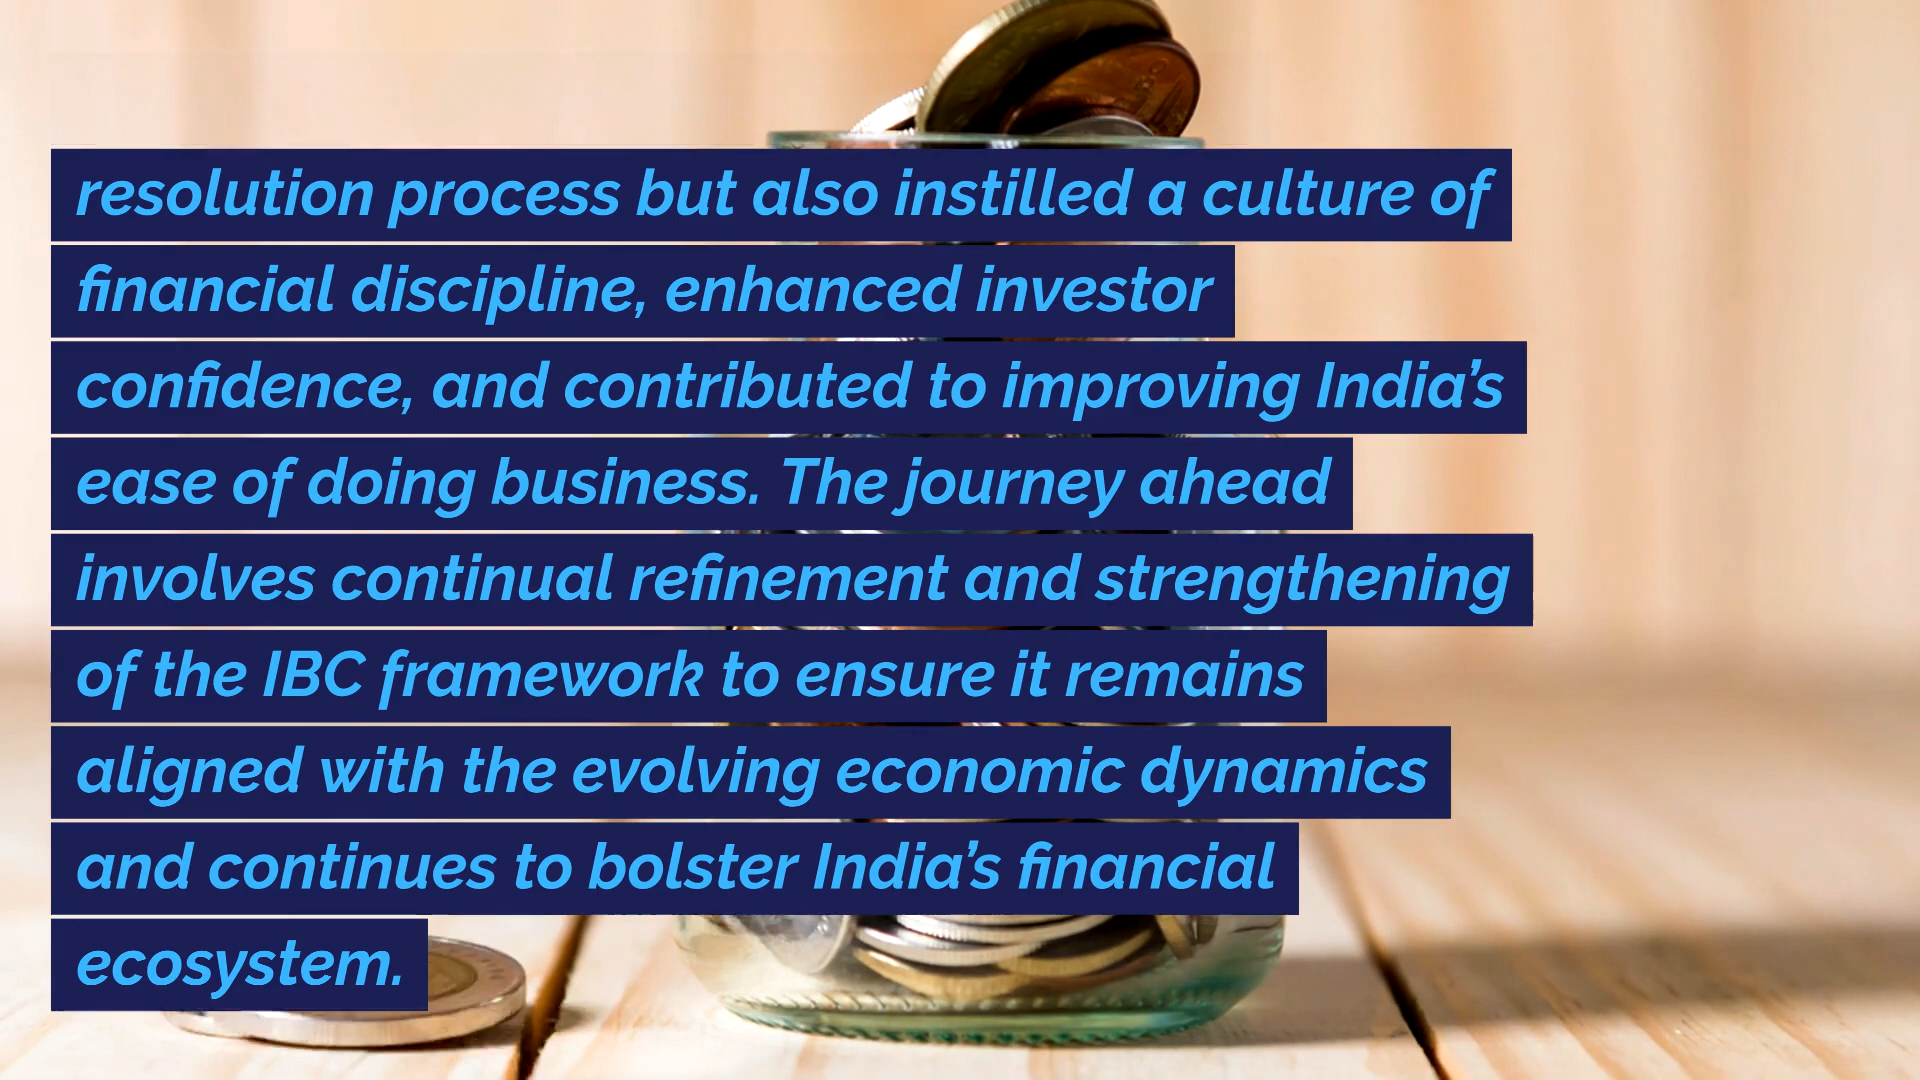 resolution process but also instilled a culture of
financial discipline, enhanced investor
confidence, and contributed to improving India’s
ease of doing business. The journey ahead
involves continual refinement and strengthening
of the IBC framework to ensure it remains
aligned with the evolving economic dynamics
and continues to bolster India’s financial
ecosystem.